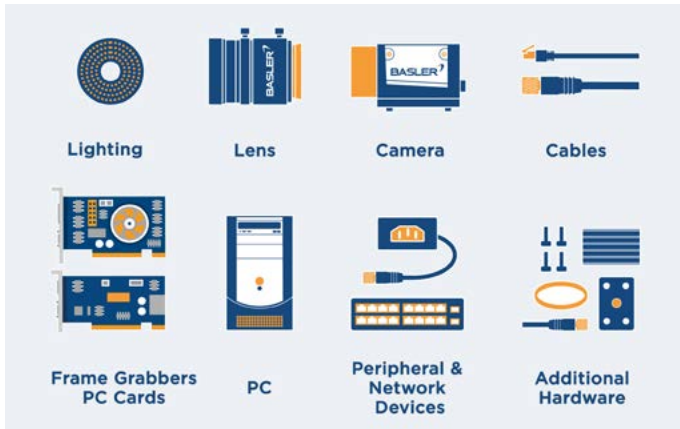 BASLER
BASLER
Lighting
Lens
Camera
Cables
Frame Grabbers
PC Cards
PC
Peripheral &
Network
Devices
Additional
Hardware